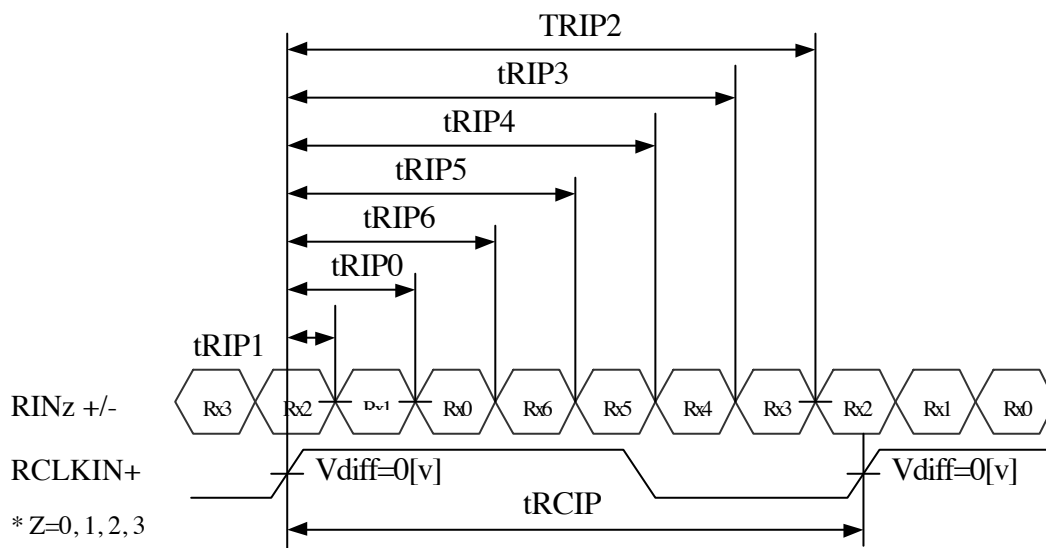 TRIP2
tRIP3
tRIP4
tRIP5
tRIP6
tRIP0
tRIP1
RINz +/- Rx3 Rx2 Rx1 Rx0 Rx6 Rx5 Rx4 Rx3 Rx2 Rx1 Rx0
RCLKIN+ Vdiff=0[v] Vdiff=0[v]
tRCIP
* Z=0, 1, 2, 3